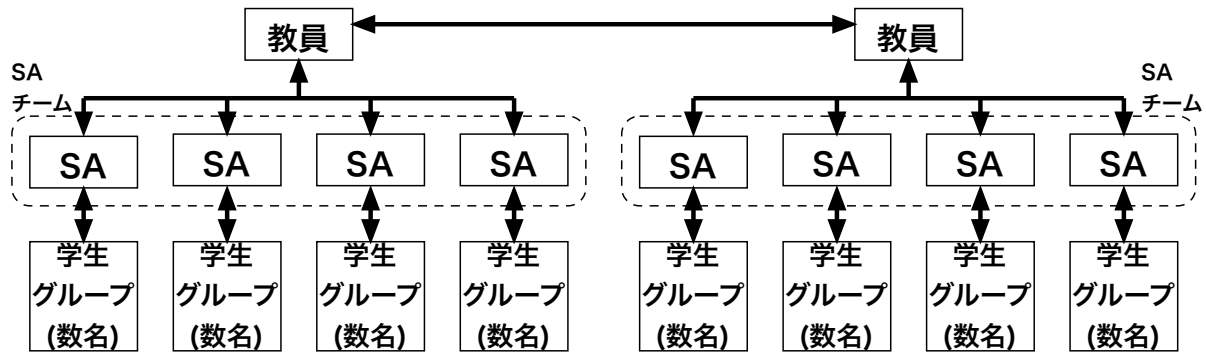 教員 教員
SA
チーム
SA
チーム
SA SA SA SA SA SA SA SA
学生 学生 学生 学生 学生 学生 学生 学生
グループ グループ グループ グループ グループ グループ グループ グループ
(数名) (数名) (数名) (数名) (数名) (数名) (数名) (数名)